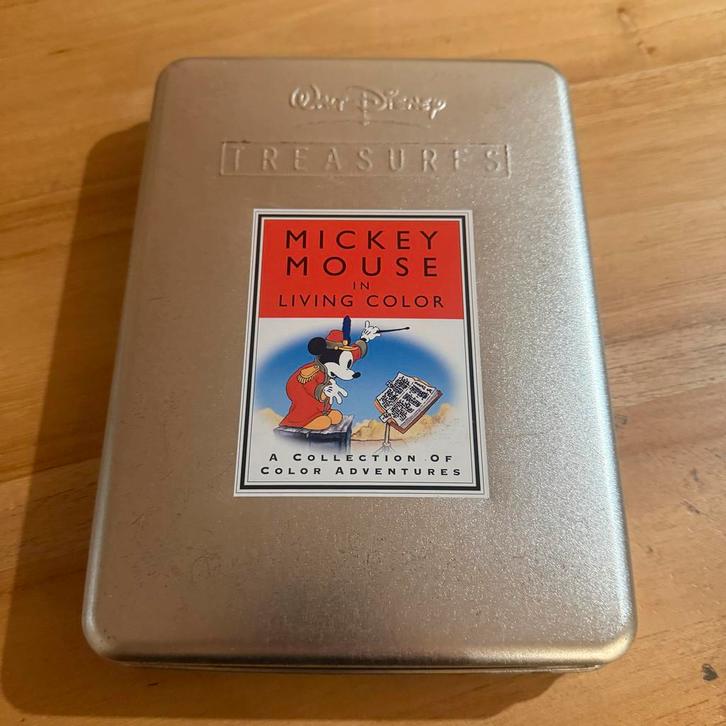 Walt Disney
TREASURES
MICKEY
MOUSE
IN
LIVING COLOR
A COLLECTION OF
COLOR ADVENTURES